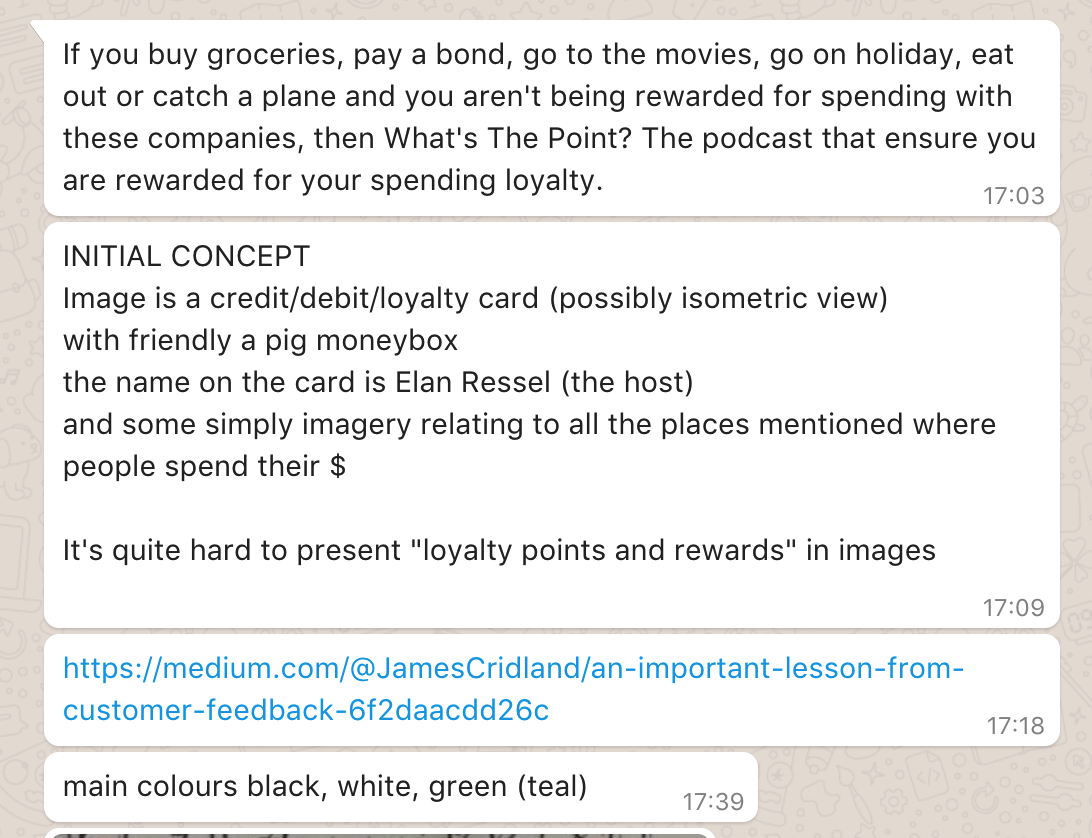 If you buy groceries, pay a bond, go to the movies, go on holiday, eat
out or catch a plane and you aren't being rewarded for spending with
these companies, then What's The Point? The podcast that ensure you
are rewarded for your spending loyalty.
17:03
INITIAL CONCEPT
Image is a credit/debit/loyalty card (possibly isometric view)
with friendly a pig moneybox
the name on the card is Elan Ressel (the host)
and some simply imagery relating to all the places mentioned where
people spend their $
It's quite hard to present "loyalty points and rewards" in images
17:09
https://medium.com/@JamesCridland/an-important-lesson-from-
customer-feedback-6f2daacdd26c
17:18
main colours black, white, green (teal)
17:39